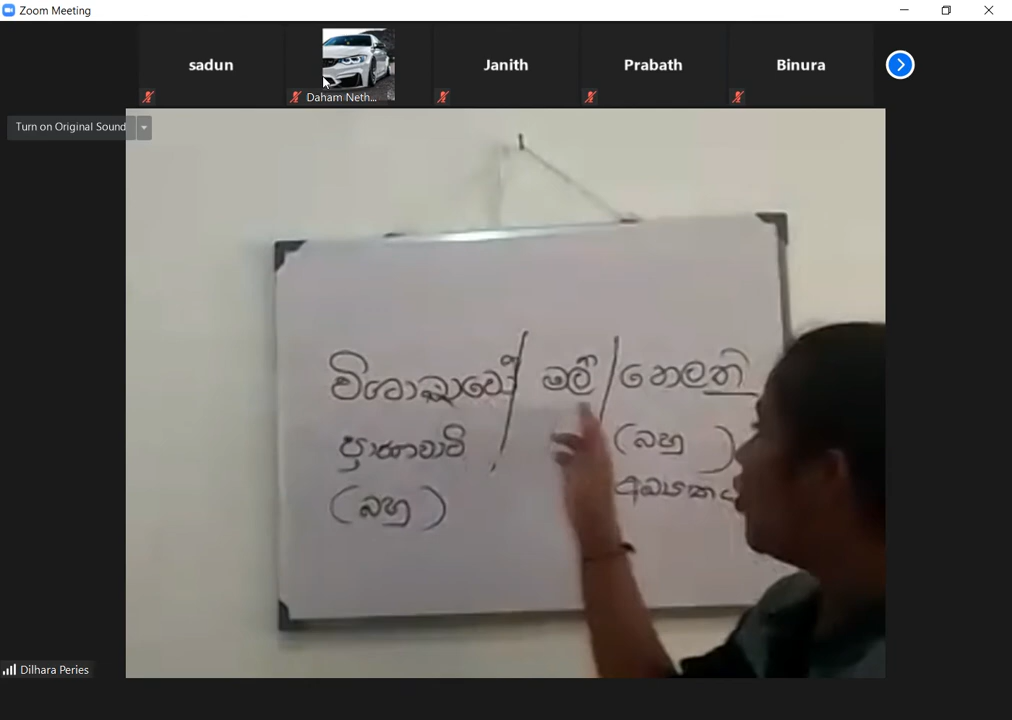 Zoom Meeting
sadun
Daham Neth...
Janith
Prabath
Binura
Turn on Original Sound
විශාකාවෝ / මල් / නෙලති
ප්‍රාණවාචී (බහු )
(බහු )
Dilhara Peries